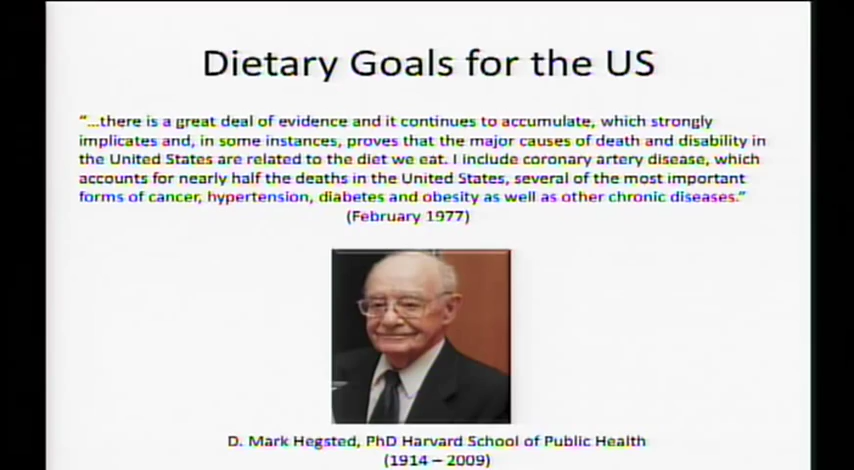 Dietary Goals for the US
“...there is a great deal of evidence and it continues to accumulate, which strongly
implicates and, in some instances, proves that the major causes of death and disability in
the United States are related to the diet we eat. I include coronary artery disease, which
accounts for nearly half the deaths in the United States, several of the most important
forms of cancer, hypertension, diabetes and obesity as well as other chronic diseases.”
(February 1977)
D. Mark Hegsted, PhD Harvard School of Public Health
(1914 – 2009)